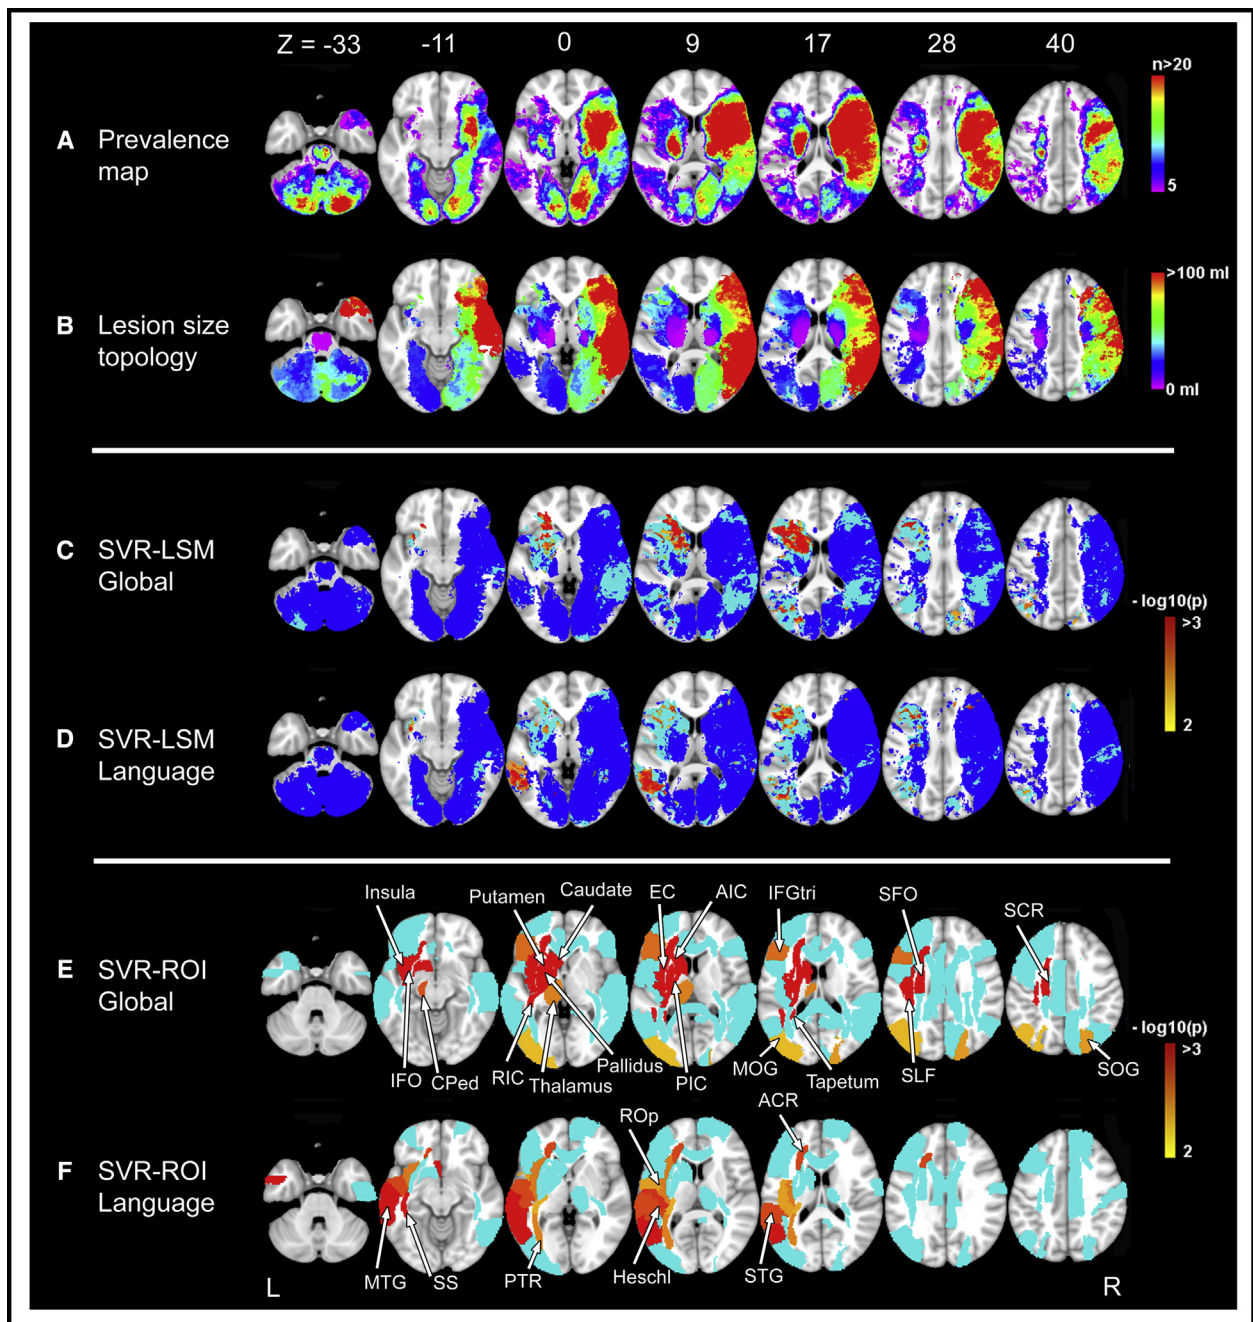 Z = -33 -11 0 9 17 28 40
n>20
A Prevalence
map
5
>100 ml
B Lesion size
topology
0 ml
C SVR-LSM
Global
- log10(p)
>3
D SVR-LSM
Language
2
Insula Putamen Caudate EC AIC IFGtri SFO SCR
E SVR-ROI
Global
- log10(p)
>3
IFO CPed RIC Thalamus Pallidus PIC MOG Tapetum SLF SOG
ROp ACR
F SVR-ROI
Language
2
MTG SS PTR Heschl STG
L R